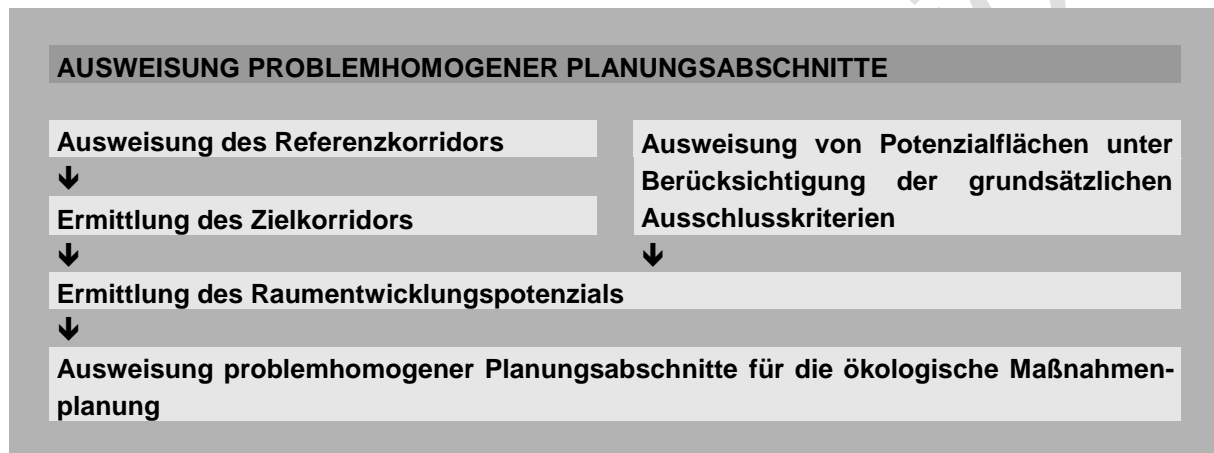 AUSWEISUNG PROBLEMHOMOGENER PLANUNGSABSCHNITTE
Ausweisung des Referenzkorridors
🡫
Ermittlung des Zielkorridors
🡫
Ausweisung von Potenzialflächen unter
Berücksichtigung der grundsätzlichen
Ausschlusskriterien
🡫
Ermittlung des Raumentwicklungspotenzials
🡫
Ausweisung problemhomogener Planungsabschnitte für die ökologische Maßnahmen-
planung